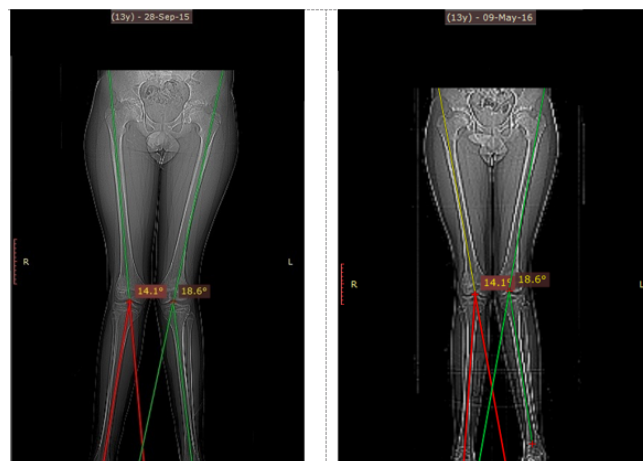 (13y) - 28-Sep-15
R
L
14.1°
18.6°
(13y) - 09-May-16
R
L
14.1°
18.6°